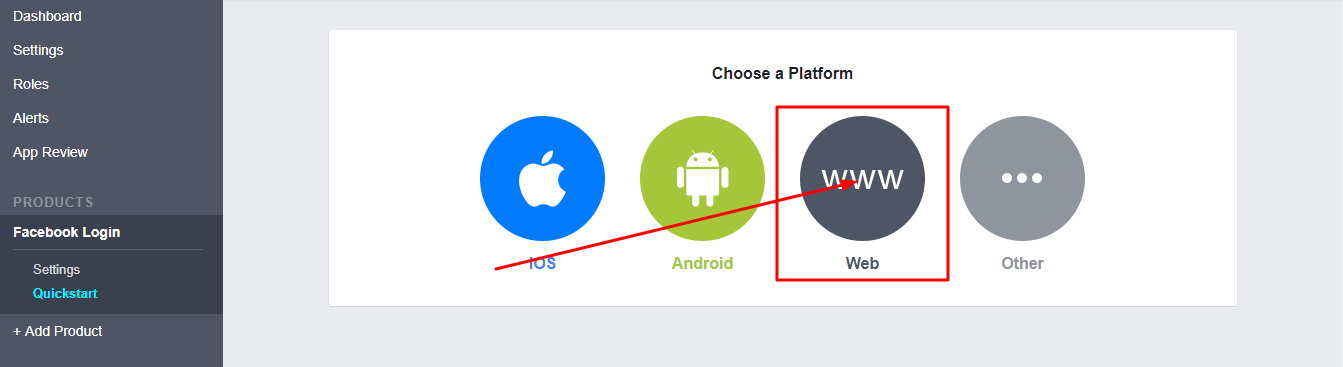 Dashboard
Settings
Roles
Alerts
App Review
PRODUCTS
Facebook Login
Settings
Quickstart
+ Add Product
Choose a Platform
WWW
iOS
Android
Web
Other